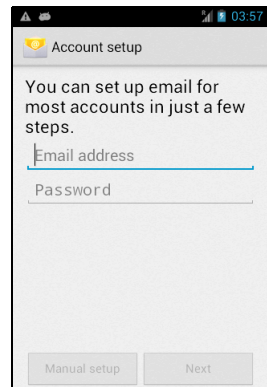 R 03:57
Account setup
You can set up email for
most accounts in just a few
steps.
Email address
Password
Manual setup Next